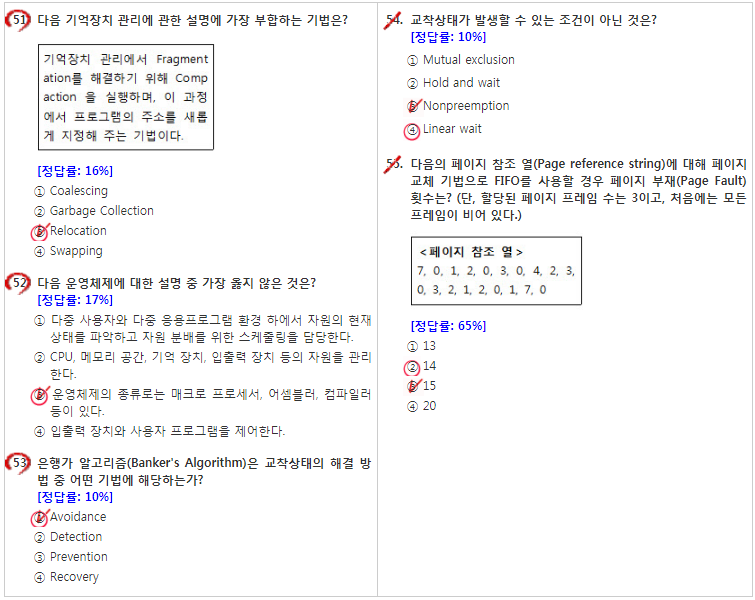 51. 다음 기억장치 관리에 관한 설명에 가장 부합하는 기법은?
기억장치 관리에서 Fragment
ation를 해결하기 위해 Comp
action 을 실행하며, 이 과정
에서 프로그램의 주소를 새롭
게 지정해 주는 기법이다.
[정답률: 16%]
① Coalescing
② Garbage Collection
③ Relocation
④ Swapping
52. 다음 운영체제에 대한 설명 중 가장 옳지 않은 것은?
[정답률: 17%]
① 다중 사용자와 다중 응용프로그램 환경 하에서 자원의 현재
상태를 파악하고 자원 분배를 위한 스케줄링을 담당한다.
② CPU, 메모리 공간, 기억 장치, 입출력 장치 등의 자원을 관리
한다.
③ 운영체제의 종류로는 매크로 프로세서, 어셈블러, 컴파일러
등이 있다.
④ 입출력 장치와 사용자 프로그램을 제어한다.
53. 은행가 알고리즘(Banker's Algorithm)은 교착상태의 해결 방
법 중 어떤 기법에 해당하는가?
[정답률: 10%]
① Avoidance
② Detection
③ Prevention
④ Recovery
54. 교착상태가 발생할 수 있는 조건이 아닌 것은?
[정답률: 10%]
① Mutual exclusion
② Hold and wait
③ Nonpreemption
④ Linear wait
55. 다음의 페이지 참조 열(Page reference string)에 대해 페이지
교체 기법으로 FIFO를 사용할 경우 페이지 부재(Page Fault)
횟수는? (단, 할당된 페이지 프레임 수는 3이고, 처음에는 모든
프레임이 비어 있다.)
<페이지 참조 열>
7, 0, 1, 2, 0, 3, 0, 4, 2, 3,
0, 3, 2, 1, 2, 0, 1, 7, 0
[정답률: 65%]
① 13
② 14
③ 15
④ 20